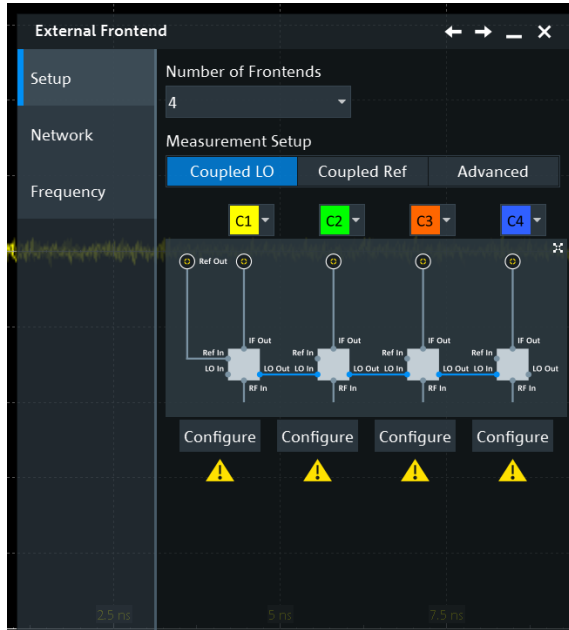 External Frontend
Setup
Network
Frequency
Number of Frontends
4
Measurement Setup
Coupled LO Coupled Ref Advanced
C1 C2 C3 C4
Ref Out
IF Out IF Out IF Out IF Out
Ref In Ref In Ref In Ref In
LO In LO Out LO In LO Out LO In LO Out LO In LO Out
RF In RF In RF In RF In
Configure Configure Configure Configure
2.5 ns 5 ns 7.5 ns